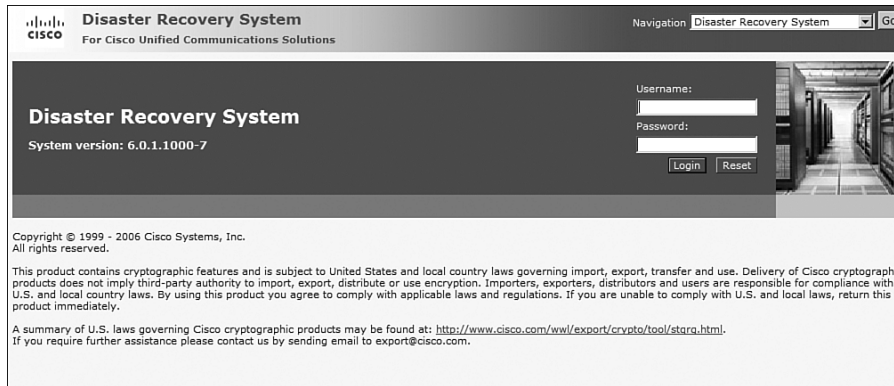 Disaster Recovery System
Navigation Disaster Recovery System
CISCO
For Cisco Unified Communications Solutions
Username:
Disaster Recovery System
Password:
System version: 6.0.1.1000-7
Login Reset
Copyright © 1999 - 2006 Cisco Systems, Inc.
All rights reserved.
This product contains cryptographic features and is subject to United States and local country laws governing import, export, transfer and use. Delivery of Cisco cryptograph
products does not imply third-party authority to import, export, distribute or use encryption. Importers, exporters, distributors and users are responsible for compliance with
U.S. and local country laws. By using this product you agree to comply with applicable laws and regulations. If you are unable to comply with U.S. and local laws, return this
product immediately.
A summary of U.S. laws governing Cisco cryptographic products may be found at: http://www.cisco.com/wwl/export/crypto/tool/stqrg.html.
If you require further assistance please contact us by sending email to export@cisco.com.